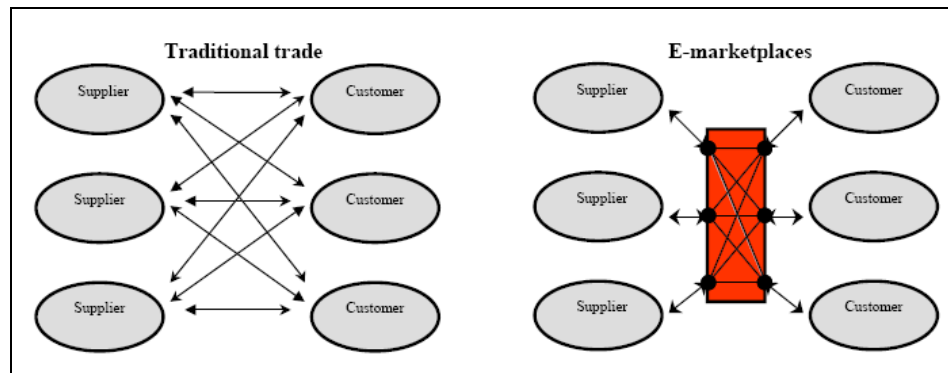 Traditional trade
E-marketplaces
Supplier
Customer
Supplier
Customer
Supplier
Customer
Supplier
Customer
Supplier
Customer
Supplier
Customer